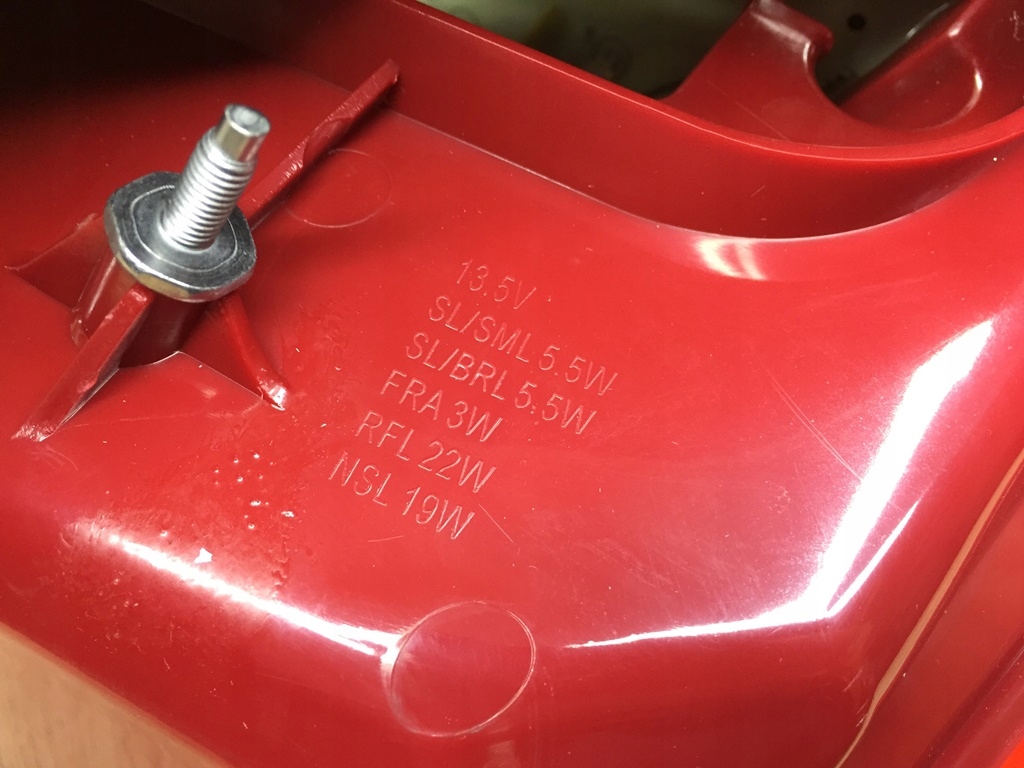 13.5V
SL/SML 5.5W
SL/BRL 5.5W
FRA 3W
RFL 22W
NSL 19W